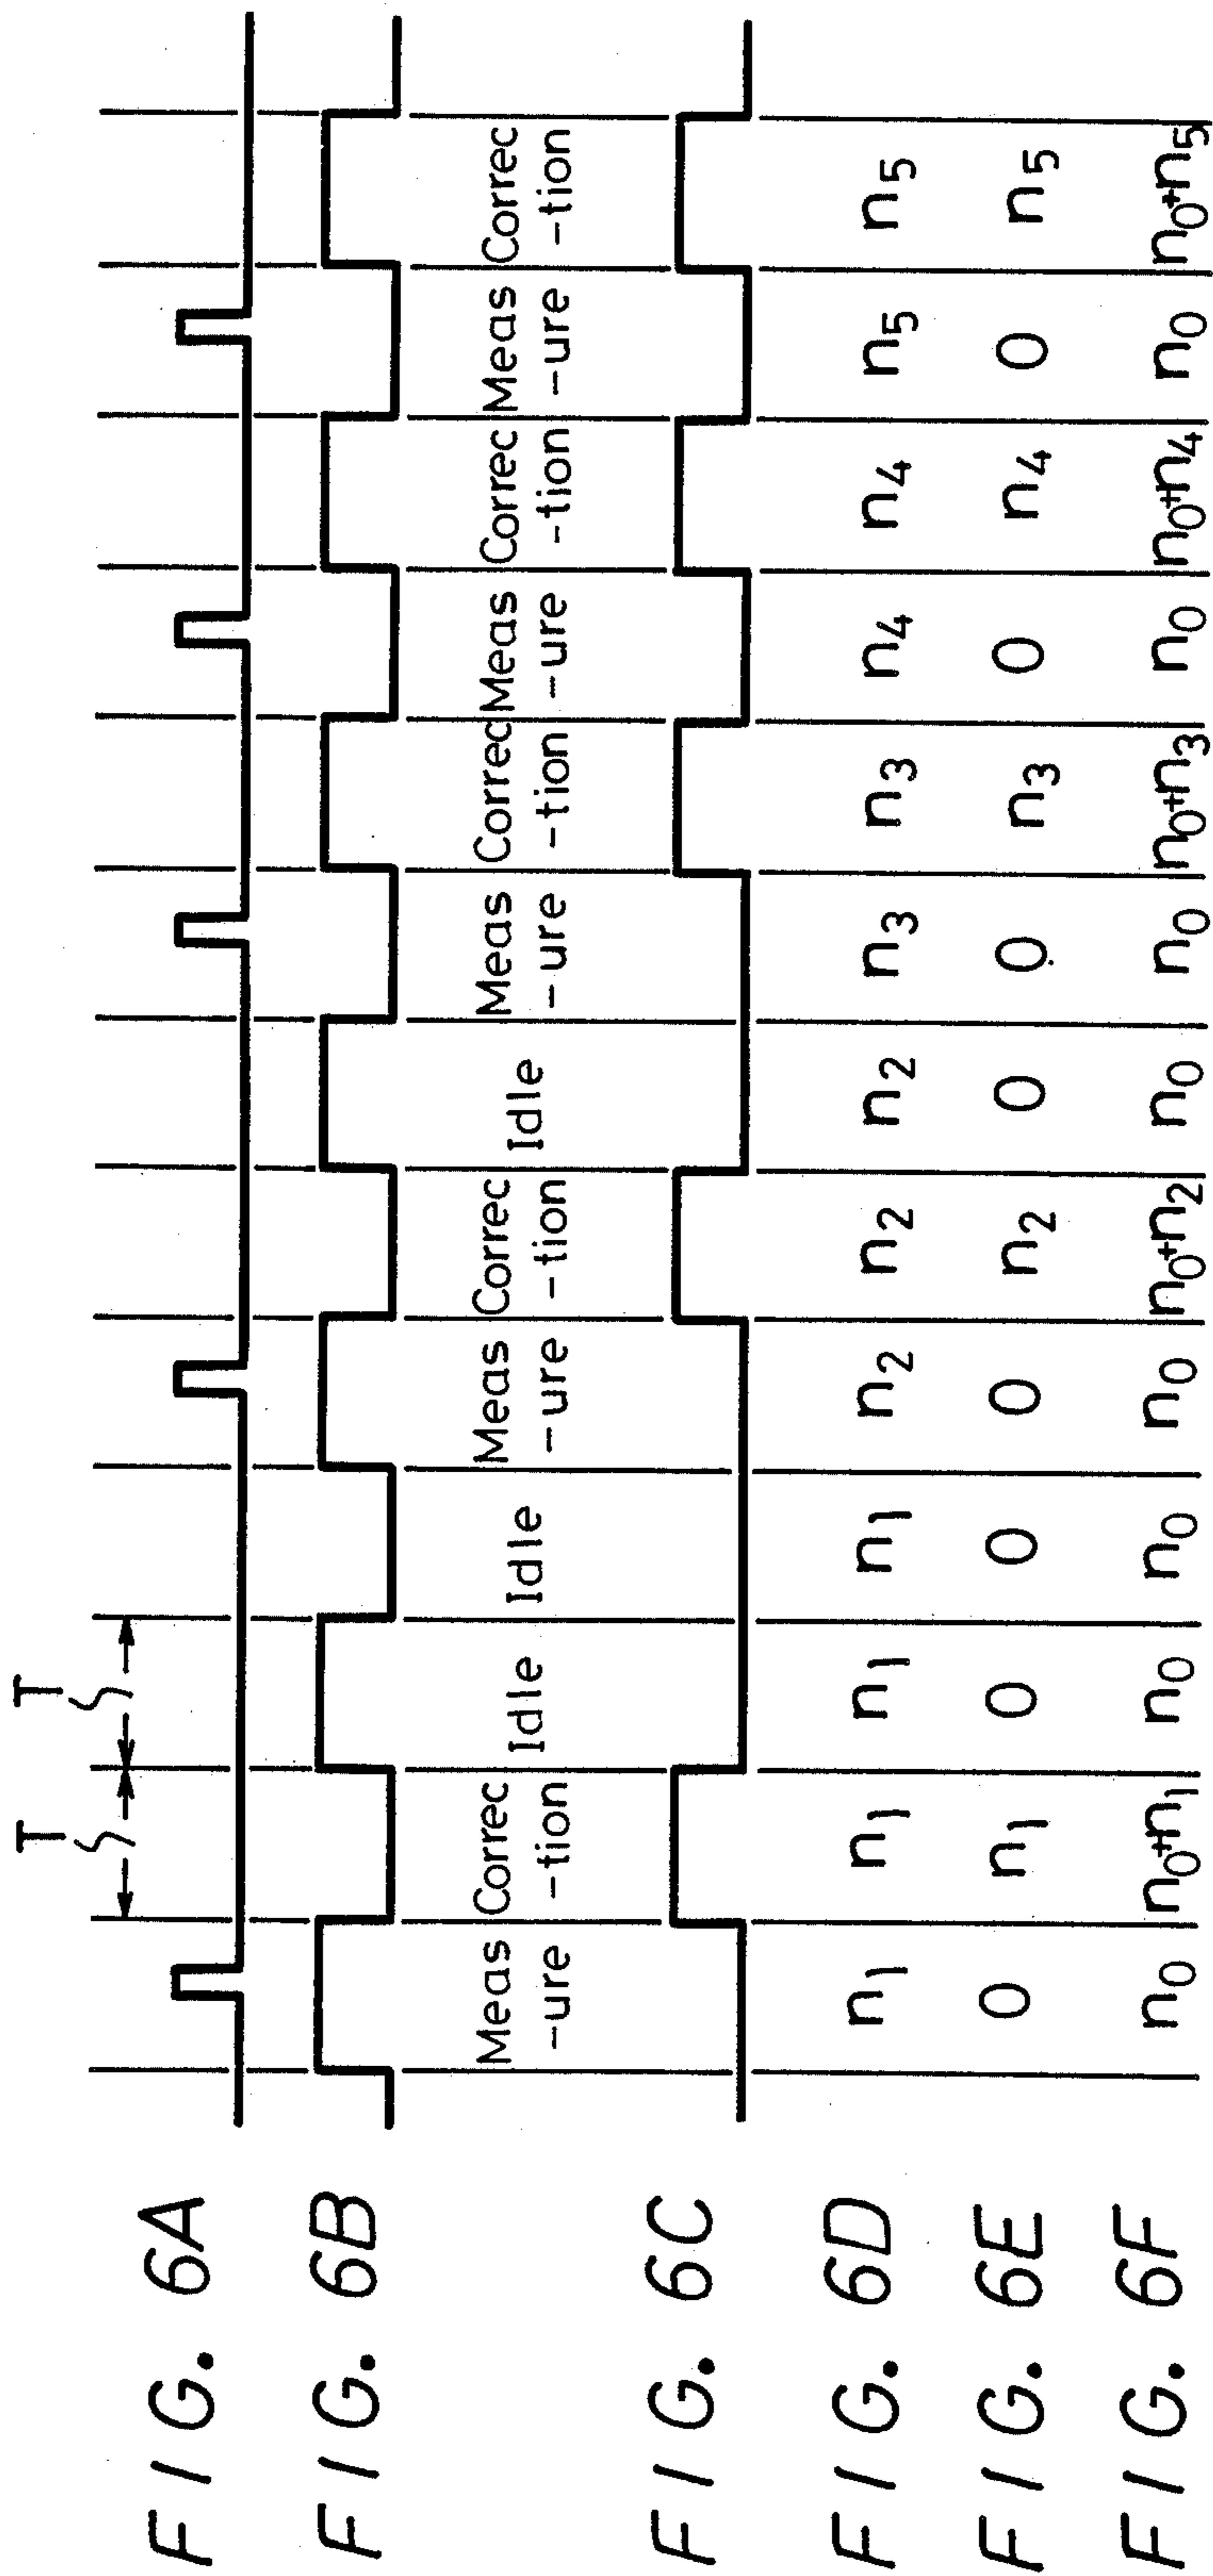 T T
FIG. 6A
FIG. 6B
Meas Correc Idle Idle Meas Correc Idle Meas Correc Meas Correc Meas Correc
-ure -tion -ure -tion -ure -tion -ure -tion -ure -tion
FIG. 6C
FIG. 6D n1 n1 n1 n1 n2 n2 n2 n3 n3 n4 n4 n5 n5
FIG. 6E 0 n1 0 0 0 n2 0 0 n3 0 n4 0 n5
FIG. 6F n0 n0+n1 n0 n0 n0 n0+n2 n0 n0 n0+n3 n0 n0+n4 n0 n0+n5